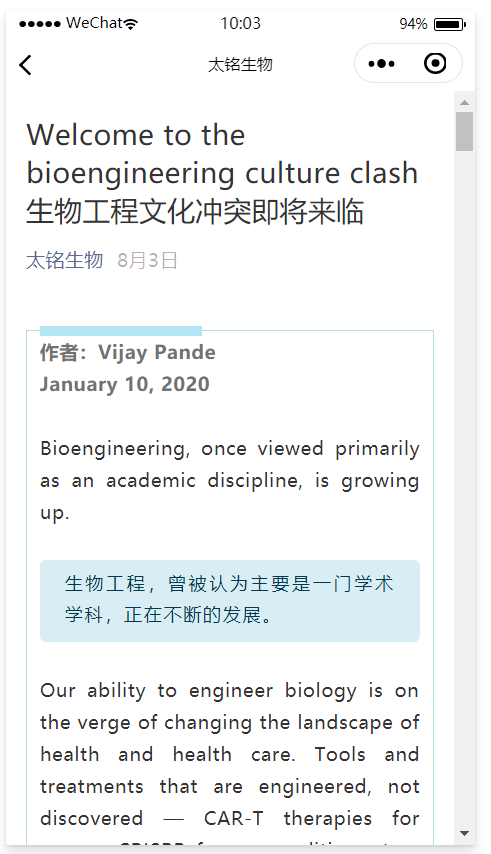 WeChat 10:03 94%
太铭生物
Welcome to the
bioengineering culture clash
生物工程文化冲突即将来临
太铭生物 8月3日
作者：Vijay Pande
January 10, 2020
Bioengineering, once viewed primarily
as an academic discipline, is growing
up.
生物工程，曾被认为主要是一门学术
学科，正在不断的发展。
Our ability to engineer biology is on
the verge of changing the landscape of
health and health care. Tools and
treatments that are engineered, not
discovered — CAR-T therapies for